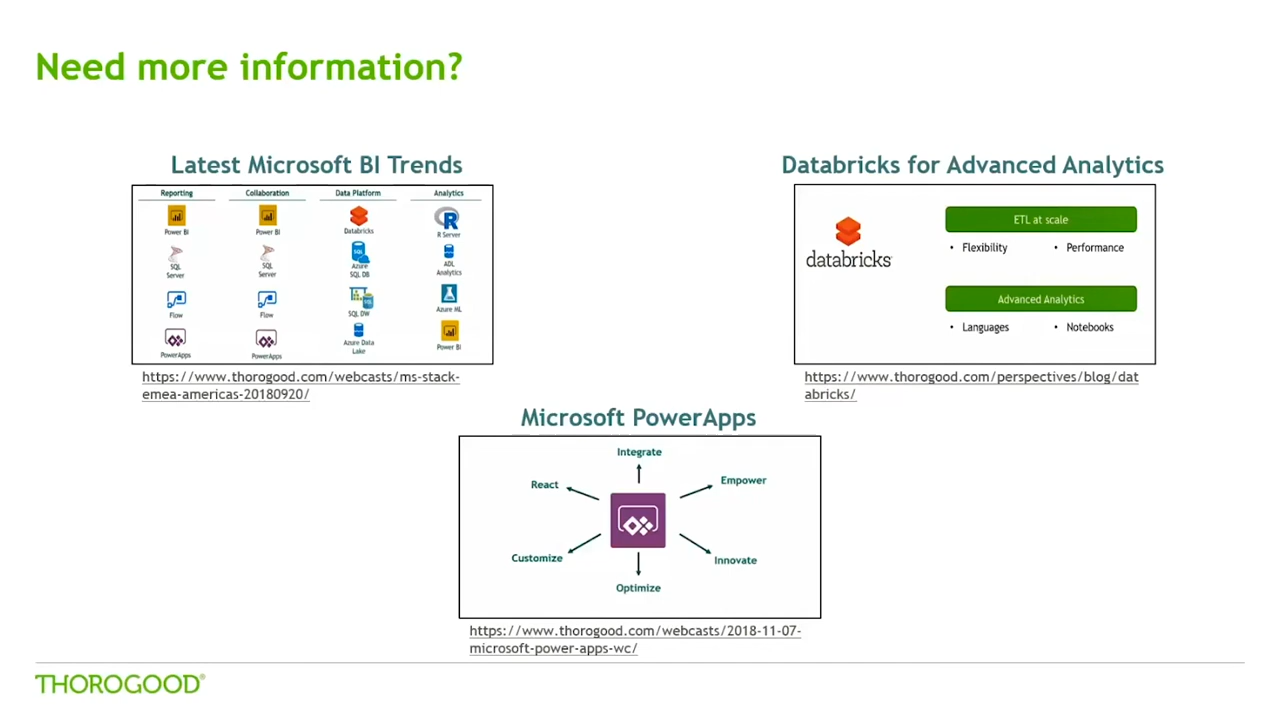 Need more information?
Latest Microsoft BI Trends
Reporting Collaboration Data Platform Analytics
Power BI Power BI Databricks R Server
SQL Server SQL Server Azure SQL DB ADL Analytics
Flow Flow SQL DW Azure ML
PowerApps PowerApps Azure Data Lake Power BI
https://www.thorogood.com/webcasts/ms-stack-
emea-americas-20180920/
Databricks for Advanced Analytics
databricks
ETL at scale
• Flexibility • Performance
Advanced Analytics
• Languages • Notebooks
https://www.thorogood.com/perspectives/blog/dat
abricks/
Microsoft PowerApps
Integrate
React Empower
Customize Innovate
Optimize
https://www.thorogood.com/webcasts/2018-11-07-
microsoft-power-apps-wc/
THOROGOOD®